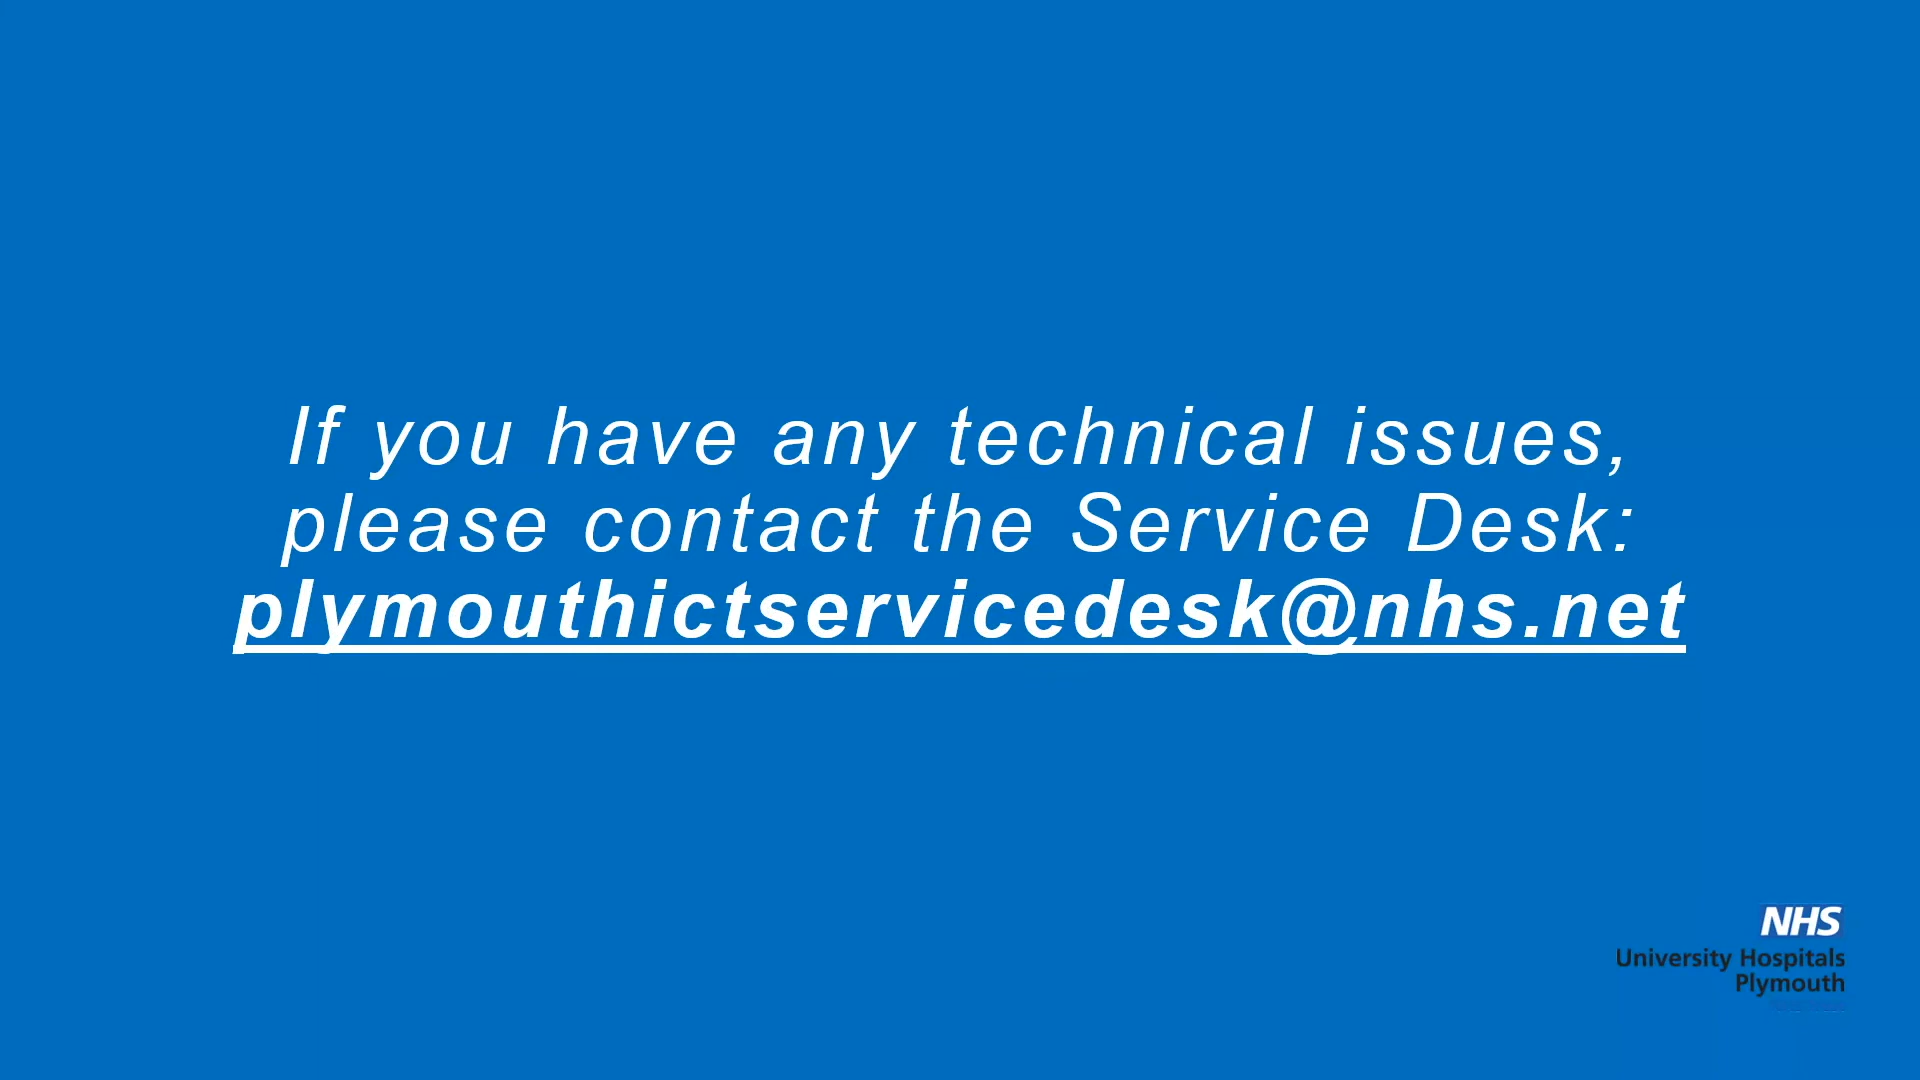 If you have any technical issues,
please contact the Service Desk:
plymouthictservicedesk@nhs.net
NHS
University Hospitals
Plymouth